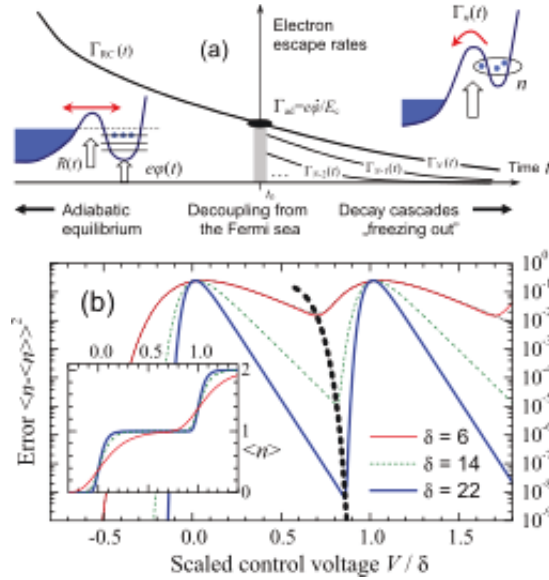 Electron
escape rates
(a)
Γ_RC(t)
Γ_n(t)
n
Γ_ad=eφ̇/E_c
R(t)
eφ(t)
Γ_N(t)
Γ_N-1(t)
Γ_N-2(t)
...
Time t
t₀
Adiabatic
equilibrium
Decoupling from
the Fermi sea
Decay cascades
„freezing out"
(b)
Error <n-<n>>²
10⁰
10⁻¹
10⁻²
10⁻³
10⁻⁴
10⁻⁵
10⁻⁶
10⁻⁷
10⁻⁸
10⁻⁹
0.0 0.5 1.0
2
1
0
<n>
δ = 6
δ = 14
δ = 22
-0.5 0.0 0.5 1.0 1.5
Scaled control voltage V / δ